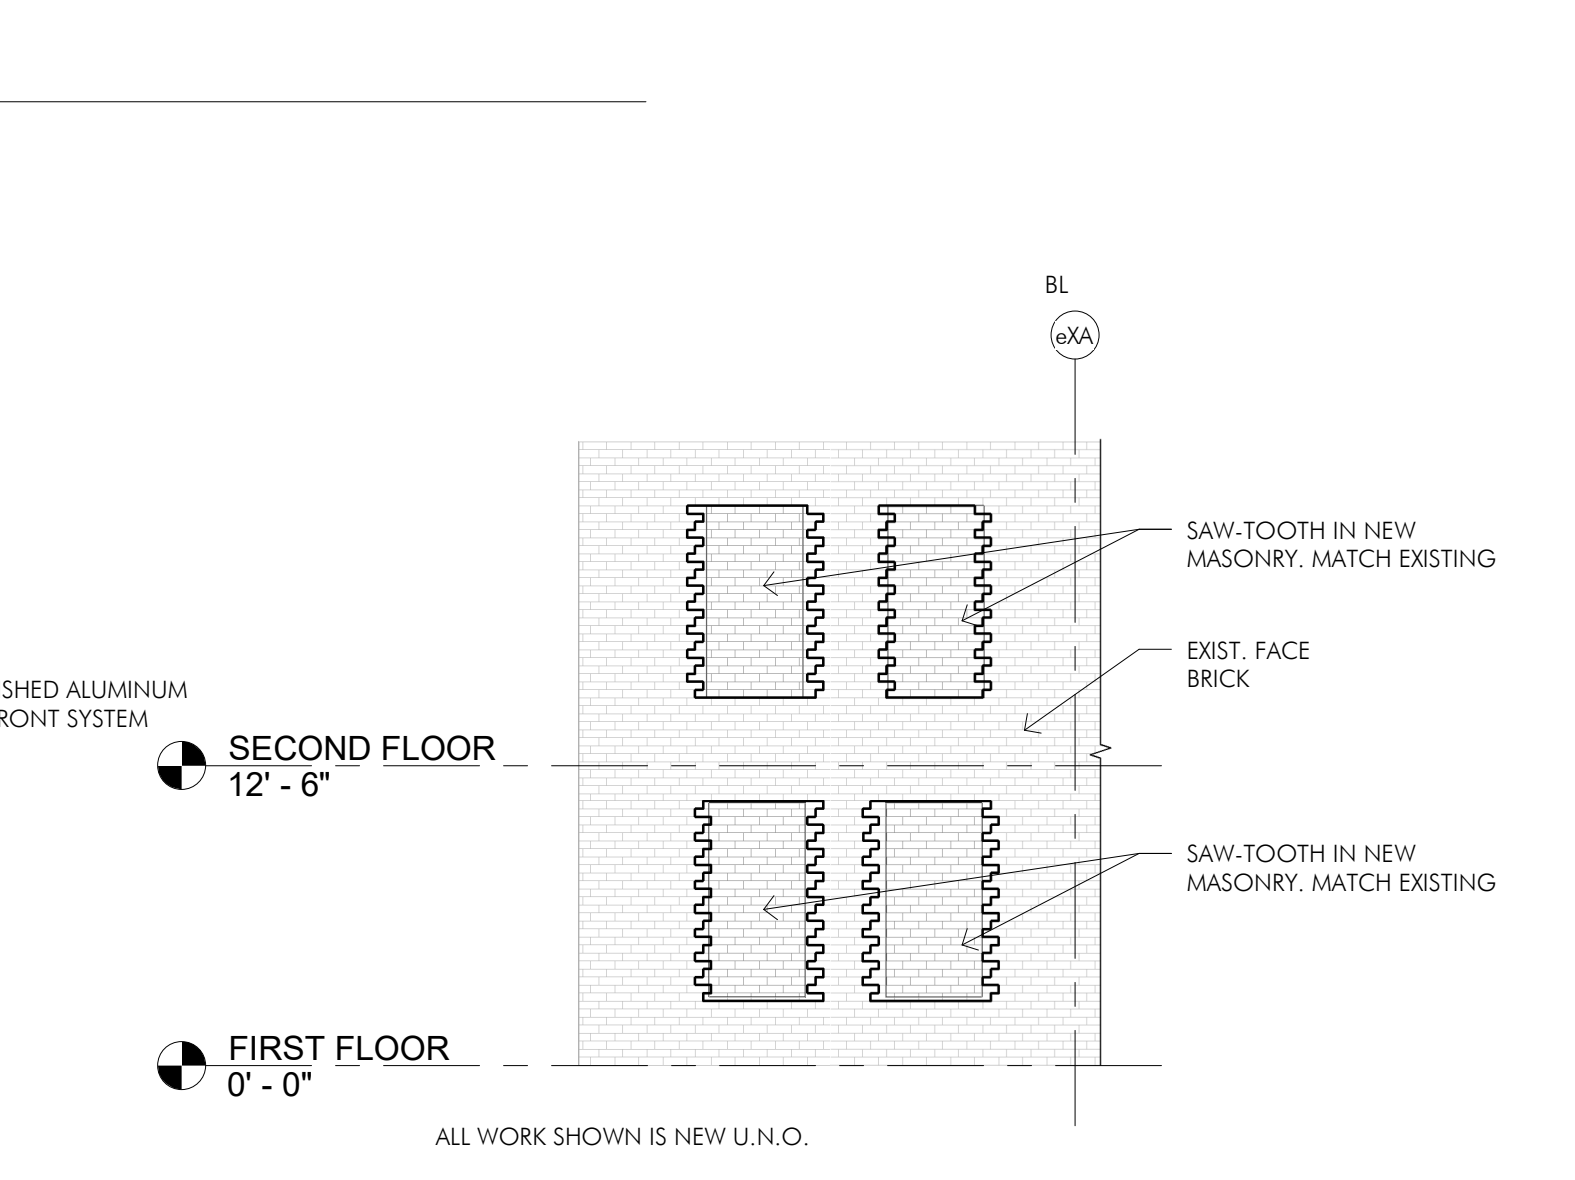 BL
eXA
SAW-TOOTH IN NEW
MASONRY. MATCH EXISTING
EXIST. FACE
BRICK
SHED ALUMINUM
RONT SYSTEM
SECOND FLOOR
12' - 6"
SAW-TOOTH IN NEW
MASONRY. MATCH EXISTING
FIRST FLOOR
0' - 0"
ALL WORK SHOWN IS NEW U.N.O.